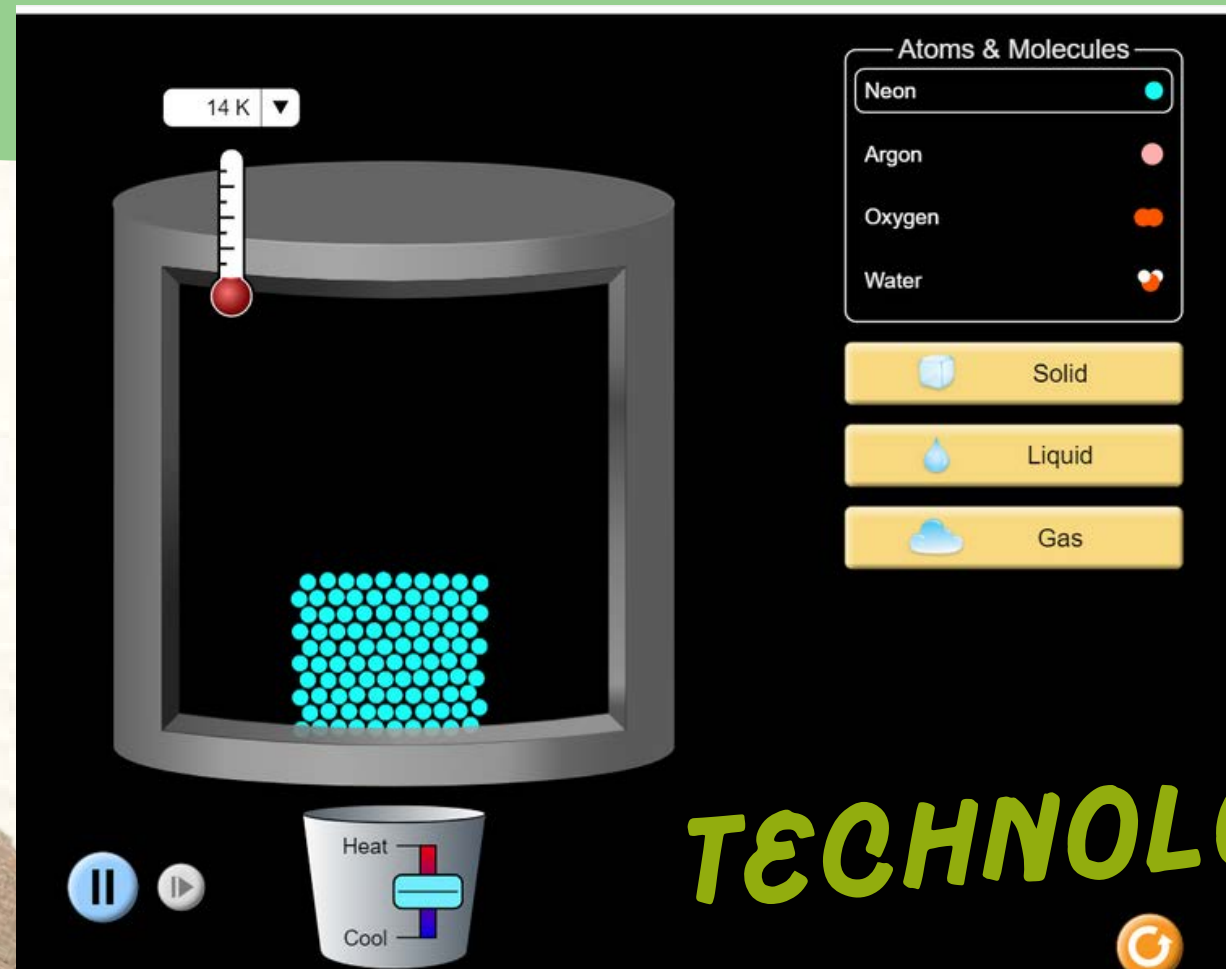 Atoms & Molecules
14 K
Neon
Argon
Oxygen
Water
Solid
Liquid
Gas
Heat
Cool
TECHNOL